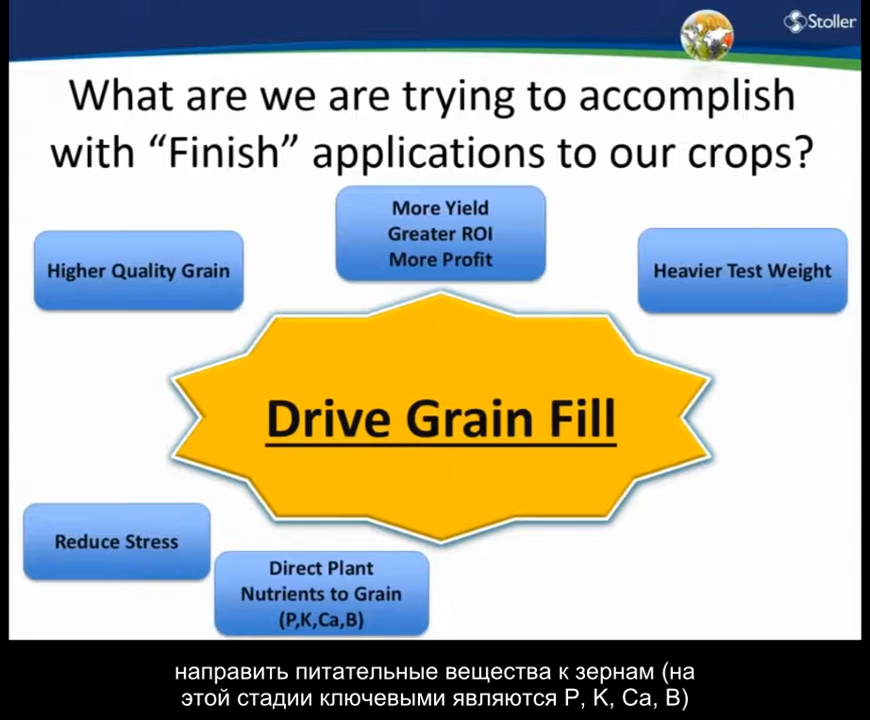 Stoller
What are we are trying to accomplish
with “Finish” applications to our crops?
More Yield
Greater ROI
More Profit
Higher Quality Grain
Heavier Test Weight
Drive Grain Fill
Reduce Stress
Direct Plant
Nutrients to Grain
(P,K,Ca,B)
направить питательные вещества к зернам (на
этой стадии ключевыми являются P, K, Ca, B)